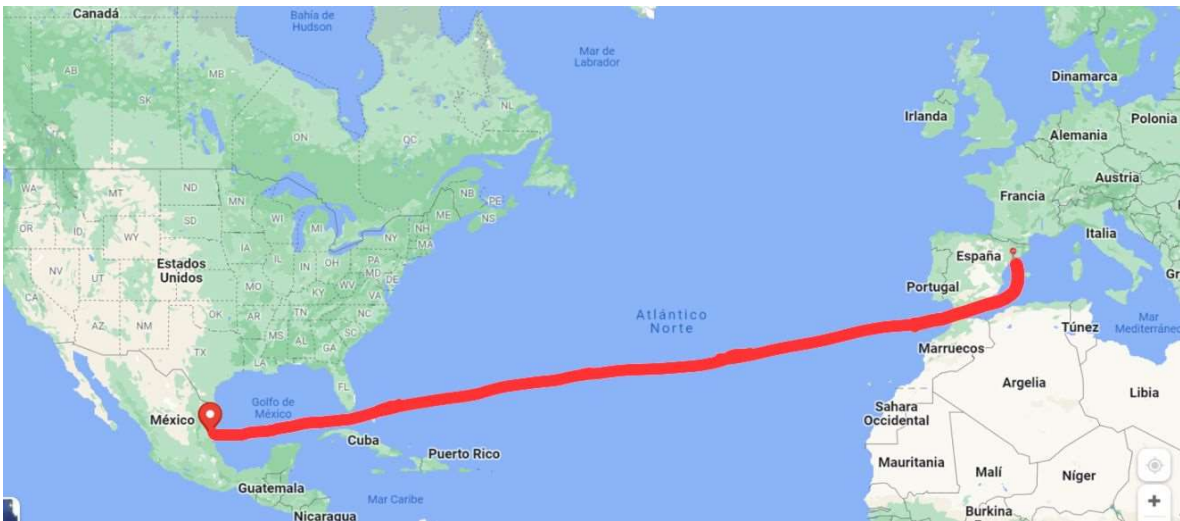 Canadá
Bahía de
Hudson
Mar de
Labrador
Dinamarca
AB
MB
SK
NL
Irlanda
Polonia
ON
QC
Alemania
Austria
WA
MT
ND
MN
NB
PE
Francia
OR
ID
SD
WI
MI
ME
NS
WY
NY
NH
MA
Italia
IA
España
Estados
Unidos
NV
UT
IL
IN
OH
PA
MD
DE
Gr
MO
KY
WV
VA
Portugal
CA
OK
AR
TN
NC
Atlántico
Norte
Mar
Mediterráneo
AZ
NM
MS
AL
GA
SC
Túnez
TX
LA
Marruecos
FL
Argelia
Libia
Golfo de
México
México
Sahara
Occidental
Cuba
Puerto Rico
Mauritania
Malí
Níger
Guatemala
Mar Caribe
Nicaragua
Burkina